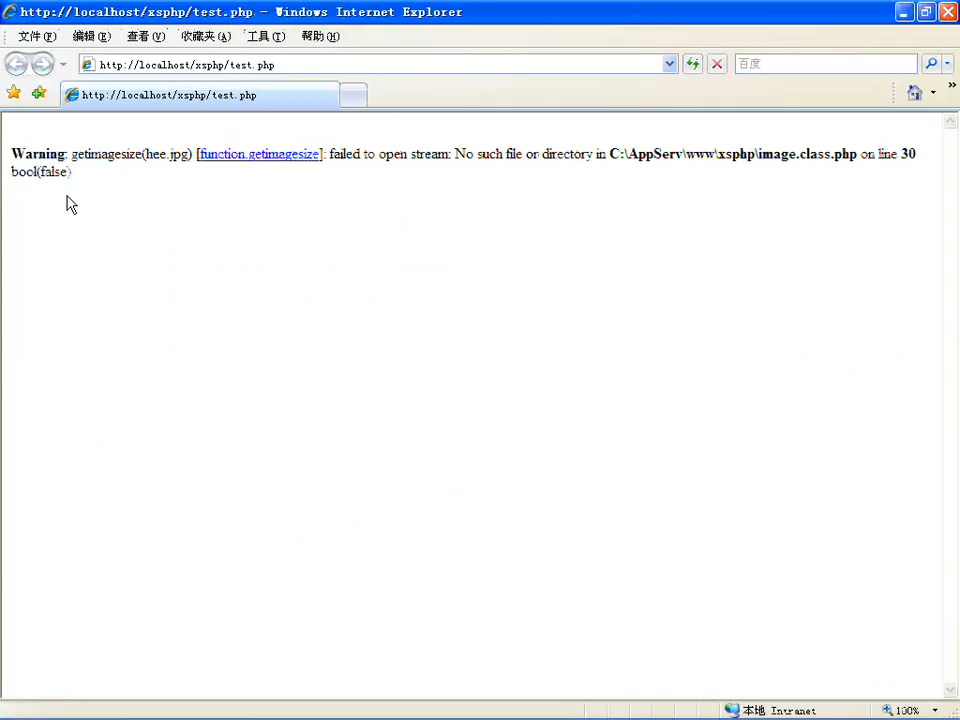 http://localhost/xsphp/test.php - Windows Internet Explorer
文件(F) 编辑(E) 查看(V) 收藏夹(A) 工具(T) 帮助(H)
http://localhost/xsphp/test.php 百度
http://localhost/xsphp/test.php »
Warning: getimagesize(hee.jpg) [function.getimagesize]: failed to open stream: No such file or directory in C:\AppServ\www\xsphp\image.class.php on line 30
bool(false)
本地 Intranet 100%